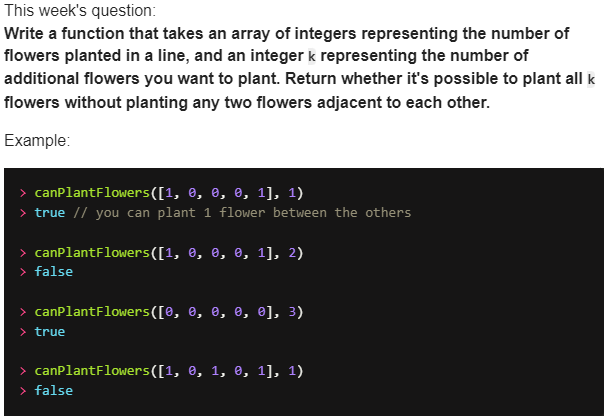 This week's question:
Write a function that takes an array of integers representing the number of
flowers planted in a line, and an integer k representing the number of
additional flowers you want to plant. Return whether it's possible to plant all k
flowers without planting any two flowers adjacent to each other.
Example:
> canPlantFlowers([1, 0, 0, 0, 1], 1)
> true // you can plant 1 flower between the others
> canPlantFlowers([1, 0, 0, 0, 1], 2)
> false
> canPlantFlowers([0, 0, 0, 0, 0], 3)
> true
> canPlantFlowers([1, 0, 1, 0, 1], 1)
> false